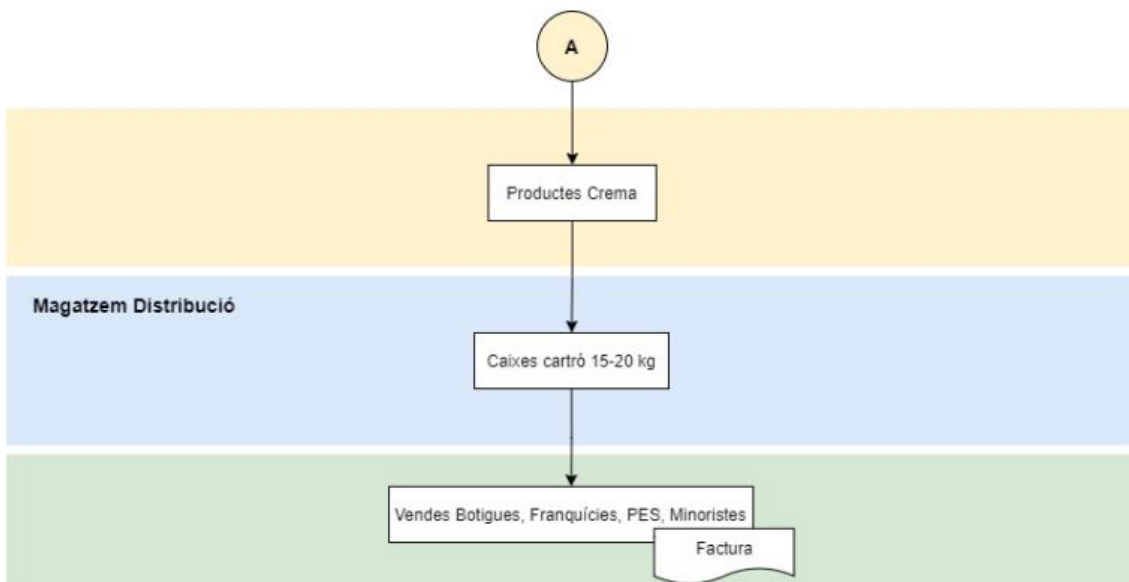 A
Productes Crema
Magatzem Distribució
Caixes cartró 15-20 kg
Vendes Botigues, Franquícies, PES, Minoristes
Factura